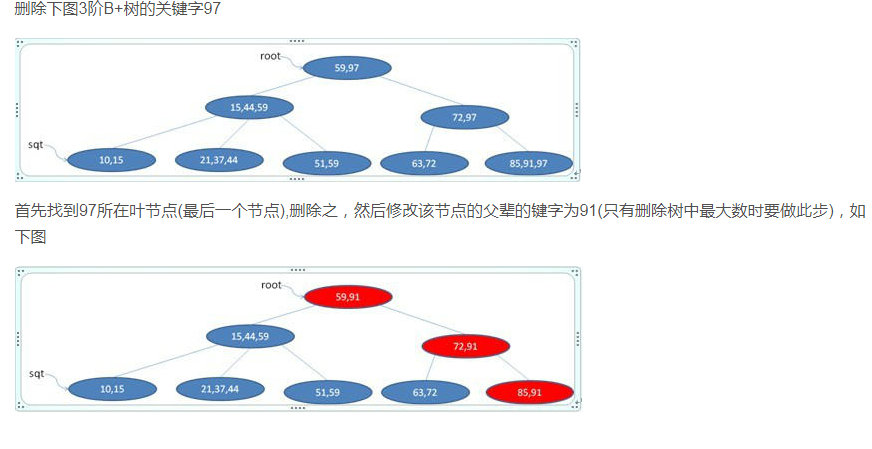 删除下图3阶B+树的关键字97
root
59,97
15,44,59
72,97
sqt
10,15
21,37,44
51,59
63,72
85,91,97
首先找到97所在叶节点(最后一个节点),删除之，然后修改该节点的父辈的键字为91(只有删除树中最大数时要做此步)，如
下图
root
59,91
15,44,59
72,91
sqt
10,15
21,37,44
51,59
63,72
85,91